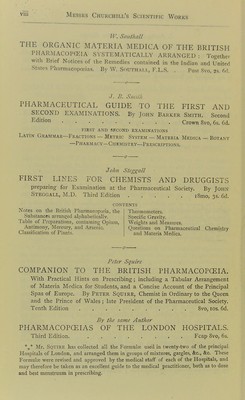 viii Messrs Churchill's Scientific Works
W. Southall
THE ORGANIC MATERIA MEDICA OF THE BRITISH
PHARMACOPŒIA SYSTEMATICALLY ARRANGED: Together
with Brief Notices of the Remedies contained in the Indian and United
States Pharmacopœias. By W. Southall, F.L.S. . Post 8vo, 2s. 6d.
J. B. Smith
PHARMACEUTICAL GUIDE TO THE FIRST AND
SECOND EXAMINATIONS. By John Barker Smith. Second
Edition . . . . Crown 8vo, 6s. 6d.
FIRST AND SECOND EXAMINATIONS
Latin Grammar—Fractions—Metric System—Materia Medica—Botany
—Pharmacy—Chemistry—Prescriptions.
John Steggall
FIRST LINES FOR CHEMISTS AND DRUGGISTS
preparing for Examination at the Pharmaceutical Society. By John
Steggall, M.D. Third Edition . . . 18mo, 3s. 6d.
CONTENTS
Notes on the British Pharmacopœia, the Thermometers.
Substances arranged alphabetically. Specific Gravity.
Table of Preparations, containing Opium, Weights and Measures.
Antimony, Mercury, and Arsenic. Questions on Pharmaceutical Chemistry
Classification of Plants. and Materia Medica.
Peter Squire
COMPANION TO THE BRITISH PHARMACOPŒIA.
With Practical Hints on Prescribing; including a Tabular Arrangement
of Materia Medica for Students, and a Concise Account of the Principal
Spas of Europe. By Peter Squire, Chemist in Ordinary to the Queen
and the Prince of Wales; late President of the Pharmaceutical Society.
Tenth Edition . . . . 8vo, 10s. 6d.
By the same Author
PHARMACOPŒIAS OF THE LONDON HOSPITALS.
Third Edition. . . . . Fcap 8vo, 6s.
*** Mr. Squire has collected all the Formulæ used in twenty-two of the principal
Hospitals of London, and arranged them in groups of mixtures, gargles, &c., &c. These
Formulæ were revised and approved by the medical staff of each of the Hospitals, and
may therefore be taken as an excellent guide to the medical practitioner, both as to dose
and best menstruum in prescribing.